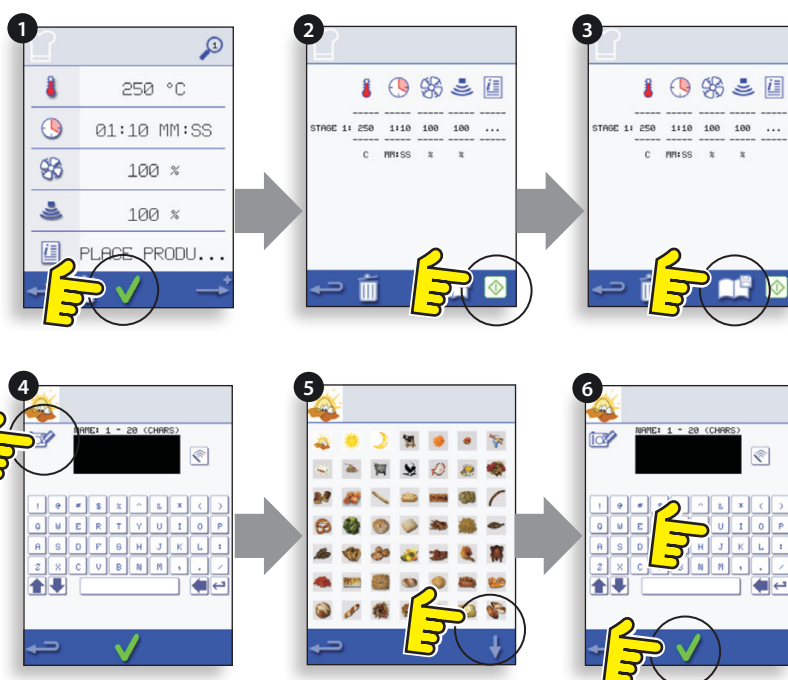 1
1
250 °C
01:10 MM:SS
100 %
100 %
i
PLACE PRODU...
2
i
STAGE 1: 250 1:10 100 100 ...
C MM:SS % %
3
i
STAGE 1: 250 1:10 100 100 ...
C MM:SS % %
4
NAME: 1 - 20 (CHARS)
! @ # $ % ^ & * ( )
Q W E R T Y U I O P
A S D F G H J K L :
Z X C V B N M , . /
5
6
NAME: 1 - 20 (CHARS)
! @ # ^ & * ( )
Q W E U I O P
A S D H J K L :
Z X C N M , . /